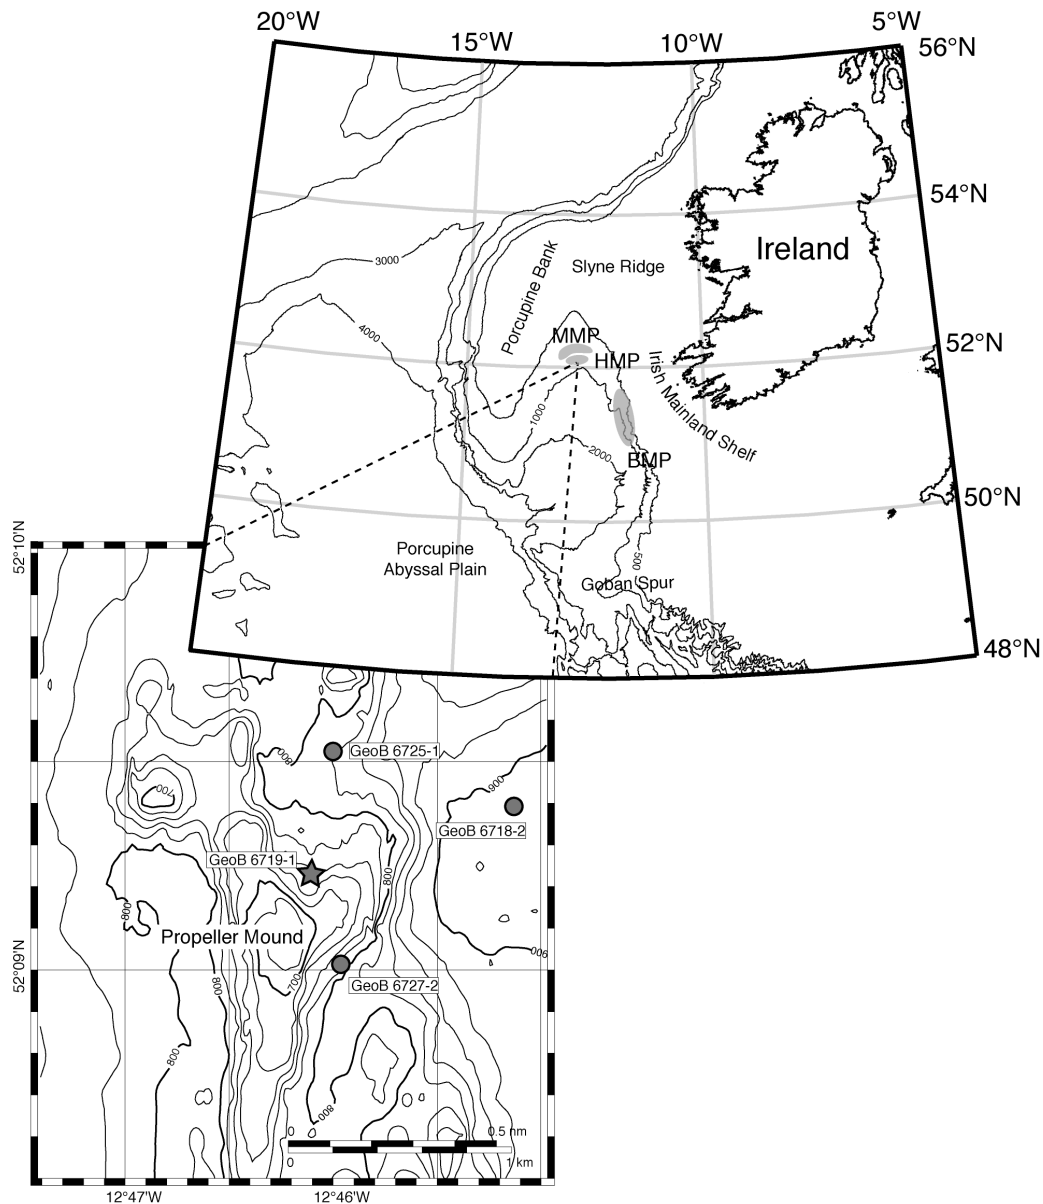 20°W
15°W
10°W
5°W
56°N
54°N
52°N
50°N
48°N
Ireland
Slyne Ridge
Porcupine Bank
3000
4000
MMP
HMP
Irish Mainland Shelf
1000
2000
BMP
500
Porcupine
Abyssal Plain
Goban Spur
52°10'N
52°09'N
800
GeoB 6725-1
700
900
GeoB 6718-2
GeoB 6719-1
800
800
Propeller Mound
900
700
800
GeoB 6727-2
800
800
0
0.5 nm
0
1 km
12°47'W
12°46'W